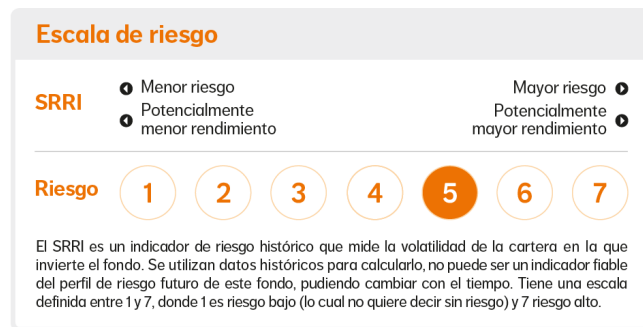 Escala de riesgo
SRRI
Menor riesgo
Potencialmente
menor rendimiento
Mayor riesgo
Potencialmente
mayor rendimiento
Riesgo 1 2 3 4 5 6 7
El SRRI es un indicador de riesgo histórico que mide la volatilidad de la cartera en la que
invierte el fondo. Se utilizan datos históricos para calcularlo, no puede ser un indicador fiable
del perfil de riesgo futuro de este fondo, pudiendo cambiar con el tiempo. Tiene una escala
definida entre 1 y 7, donde 1 es riesgo bajo (lo cual no quiere decir sin riesgo) y 7 riesgo alto.